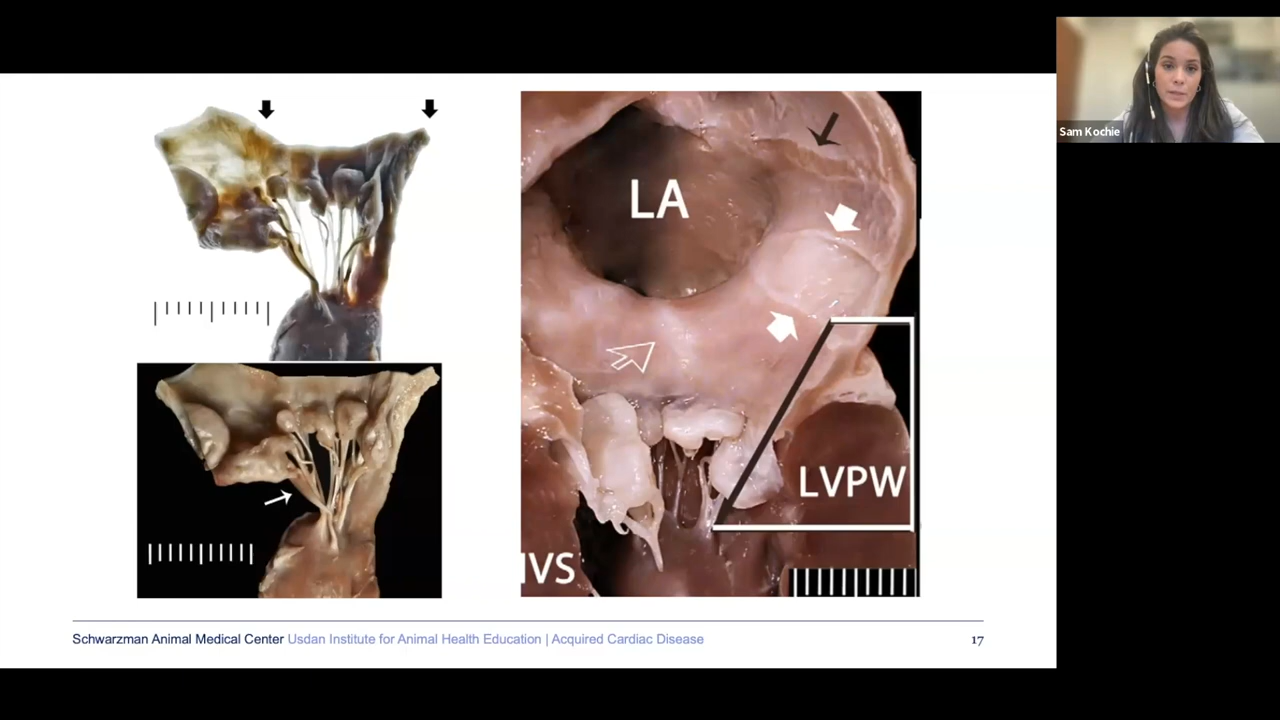 Sam Kochie
LA
LVPW
IVS
Schwarzman Animal Medical Center Usdan Institute for Animal Health Education | Acquired Cardiac Disease
17